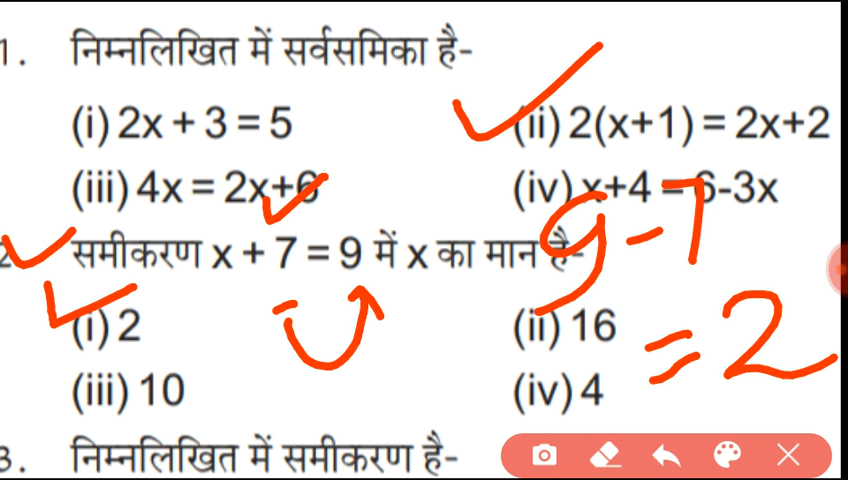 1. निम्नलिखित में सर्वसमिका है-
(i) 2x + 3 = 5 (ii) 2(x+1) = 2x+2
(iii) 4x = 2x+6 (iv) x+4 = 6-3x
2. समीकरण x + 7 = 9 में x का मान है-
9 - 7
(i) 2 (ii) 16
= 2
(iii) 10 (iv) 4
3. निम्नलिखित में समीकरण है-